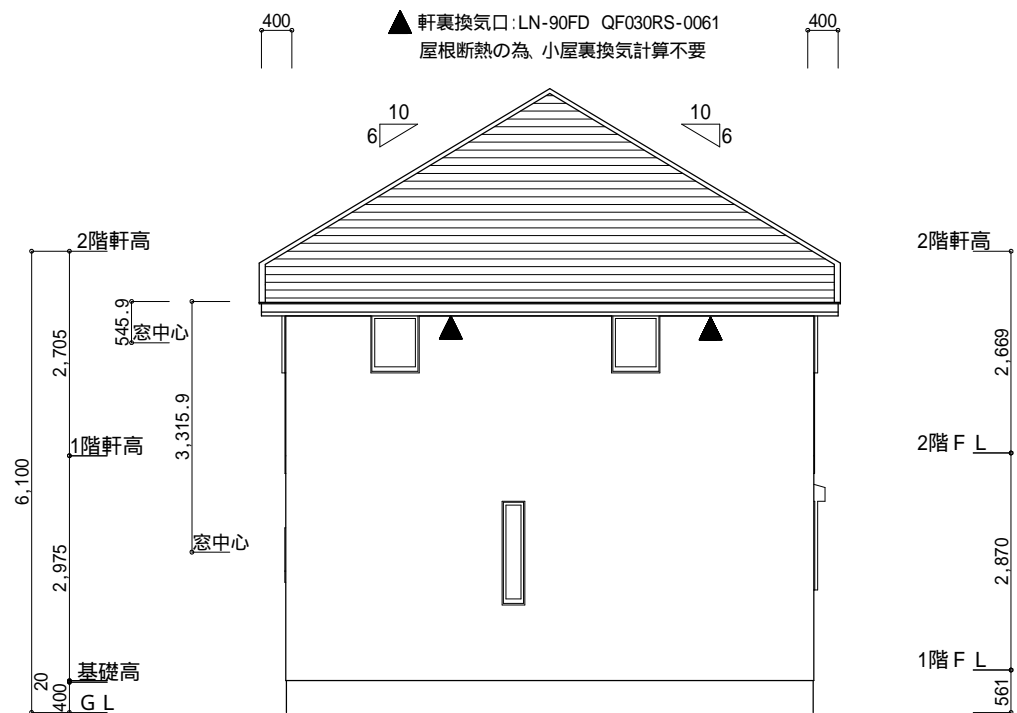 400
▲ 軒裏換気口:LN-90FD QF030RS-0061
400
屋根断熱の為、小屋裏換気計算不要
10
6
10
6
2階軒高
2階軒高
545.9
窓中心
2,705
2,669
3,315.9
1階軒高
2階FL
6,100
窓中心
2,975
2,870
基礎高
1階FL
20
400
GL
561